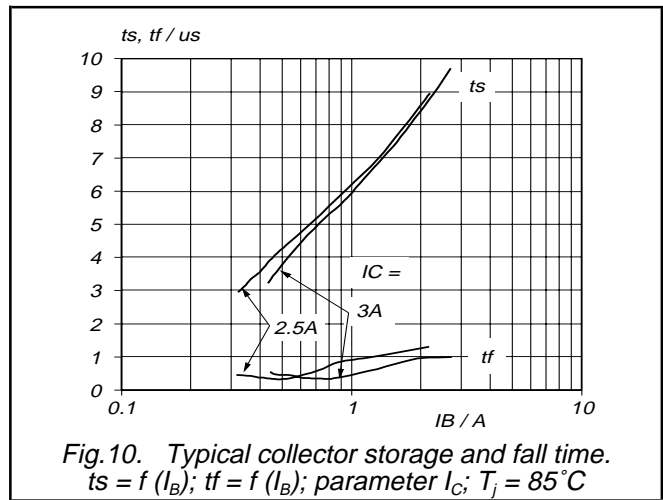 ts, tf / us
10
9
8
7
6
5
4
3
2
1
0
ts
IC =
2.5A
3A
tf
0.1
1
10
IB / A
Fig.10. Typical collector storage and fall time.
ts = f (IB); tf = f (IB); parameter IC; Tj = 85˚C